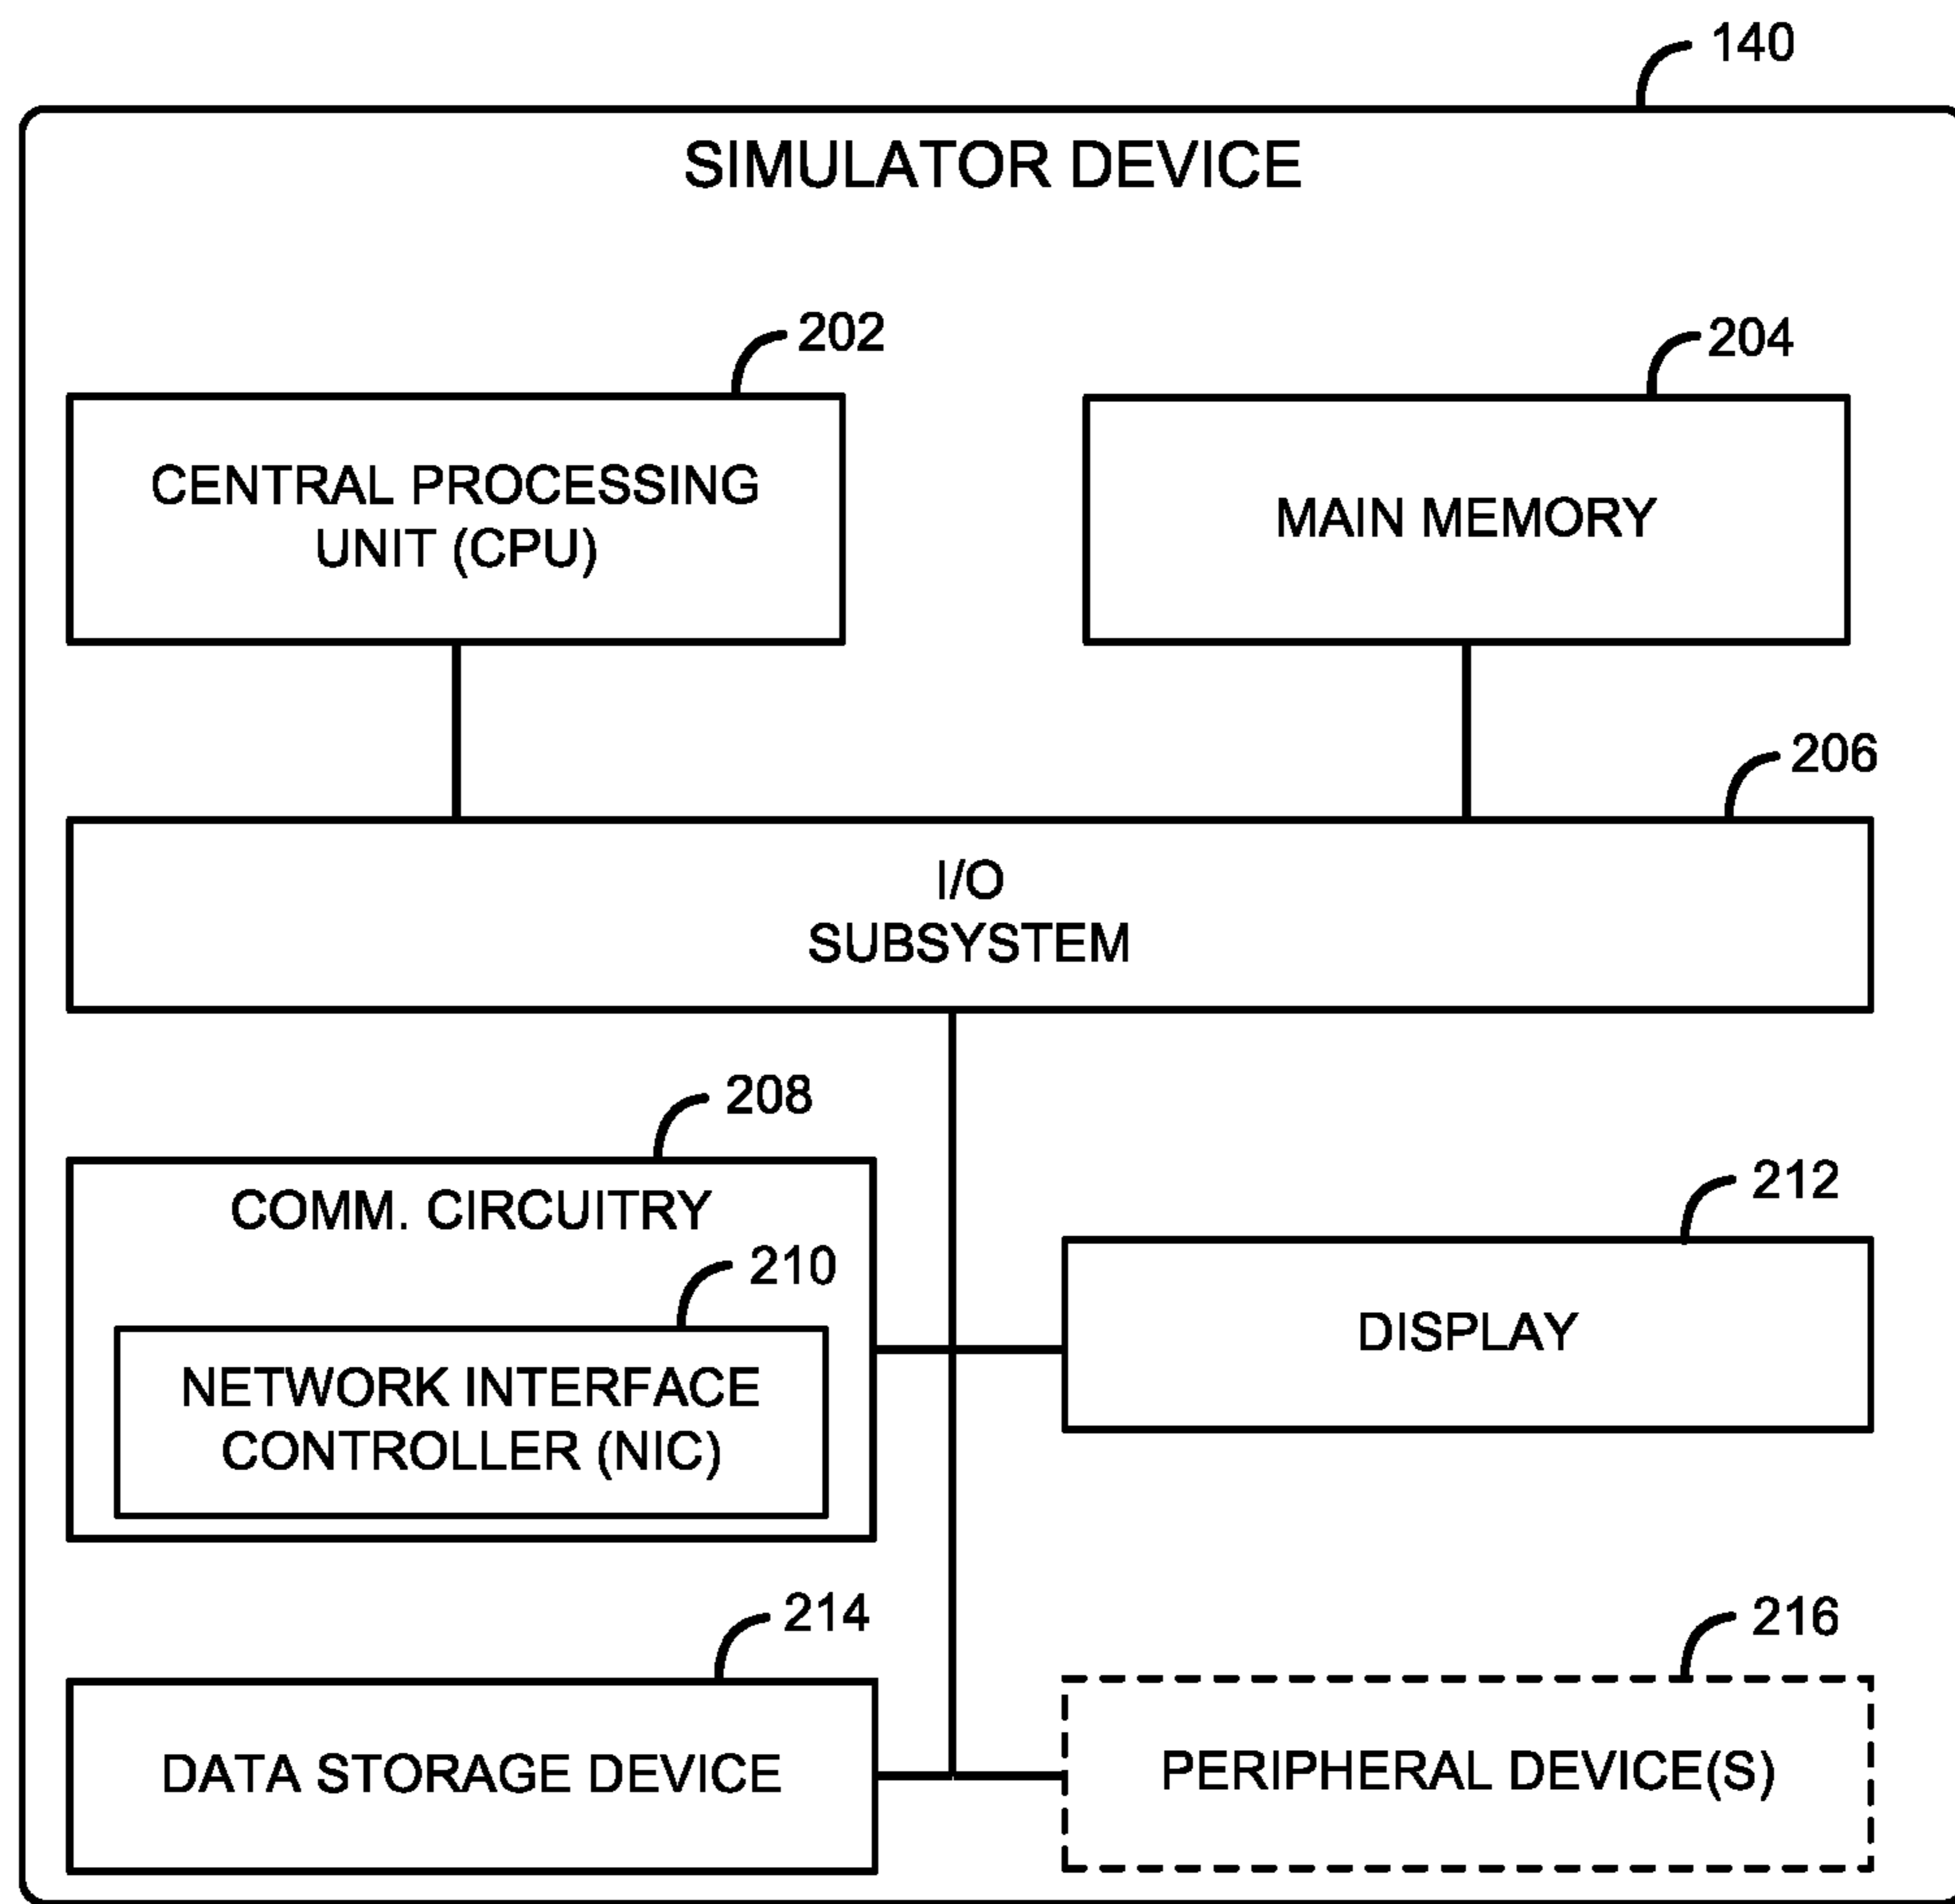 140
SIMULATOR DEVICE
202
204
CENTRAL PROCESSING
UNIT (CPU)
MAIN MEMORY
206
I/O
SUBSYSTEM
208
COMM. CIRCUITRY
210
NETWORK INTERFACE
CONTROLLER (NIC)
212
DISPLAY
214
DATA STORAGE DEVICE
216
PERIPHERAL DEVICE(S)